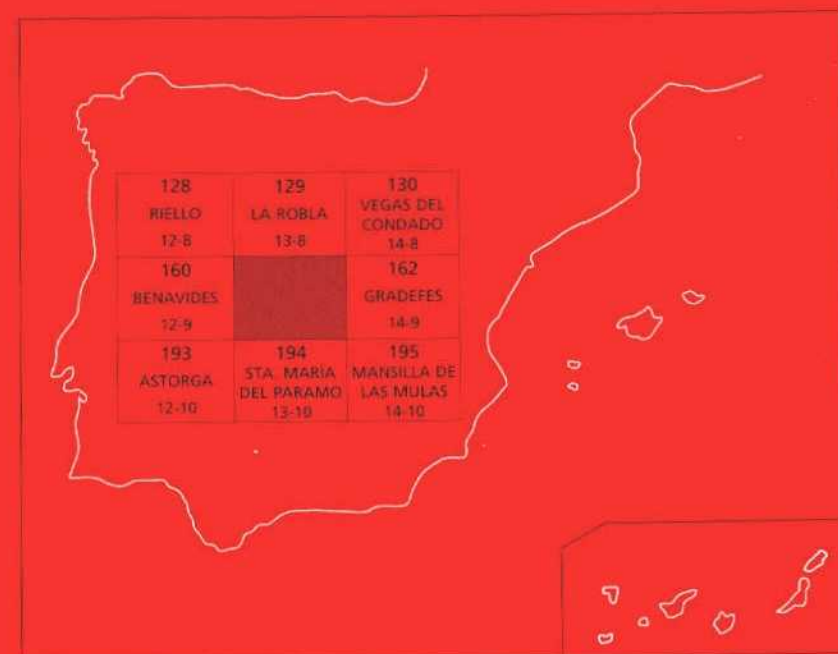 128
RIELLO
12-8
129
LA ROBLA
13-8
130
VEGAS DEL
CONDADO
14-8
160
BENAVIDES
12-9
162
GRADEFES
14-9
193
ASTORGA
12-10
194
STA. MARIA
DEL PARAMO
13-10
195
MANSILLA DE
LAS MULAS
14-10